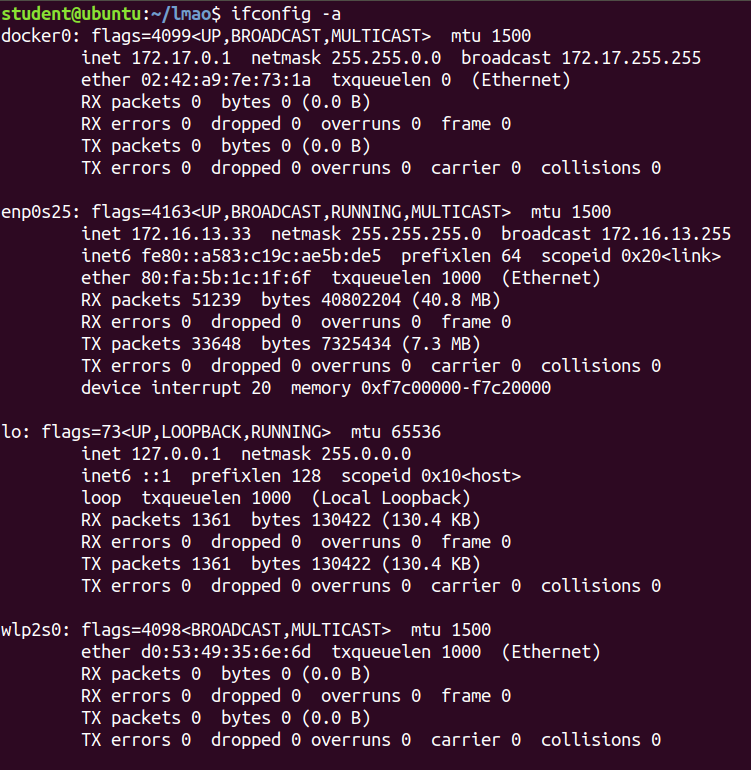 student@ubuntu:~/lmao$ ifconfig -a
docker0: flags=4099<UP,BROADCAST,MULTICAST>  mtu 1500
        inet 172.17.0.1  netmask 255.255.0.0  broadcast 172.17.255.255
        ether 02:42:a9:7e:73:1a  txqueuelen 0  (Ethernet)
        RX packets 0  bytes 0 (0.0 B)
        RX errors 0  dropped 0  overruns 0  frame 0
        TX packets 0  bytes 0 (0.0 B)
        TX errors 0  dropped 0 overruns 0  carrier 0  collisions 0

enp0s25: flags=4163<UP,BROADCAST,RUNNING,MULTICAST>  mtu 1500
        inet 172.16.13.33  netmask 255.255.255.0  broadcast 172.16.13.255
        inet6 fe80::a583:c19c:ae5b:de5  prefixlen 64  scopeid 0x20<link>
        ether 80:fa:5b:1c:1f:6f  txqueuelen 1000  (Ethernet)
        RX packets 51239  bytes 40802204 (40.8 MB)
        RX errors 0  dropped 0  overruns 0  frame 0
        TX packets 33648  bytes 7325434 (7.3 MB)
        TX errors 0  dropped 0 overruns 0  carrier 0  collisions 0
        device interrupt 20  memory 0xf7c00000-f7c20000

lo: flags=73<UP,LOOPBACK,RUNNING>  mtu 65536
        inet 127.0.0.1  netmask 255.0.0.0
        inet6 ::1  prefixlen 128  scopeid 0x10<host>
        loop  txqueuelen 1000  (Local Loopback)
        RX packets 1361  bytes 130422 (130.4 KB)
        RX errors 0  dropped 0  overruns 0  frame 0
        TX packets 1361  bytes 130422 (130.4 KB)
        TX errors 0  dropped 0 overruns 0  carrier 0  collisions 0

wlp2s0: flags=4098<BROADCAST,MULTICAST>  mtu 1500
        ether d0:53:49:35:6e:6d  txqueuelen 1000  (Ethernet)
        RX packets 0  bytes 0 (0.0 B)
        RX errors 0  dropped 0  overruns 0  frame 0
        TX packets 0  bytes 0 (0.0 B)
        TX errors 0  dropped 0 overruns 0  carrier 0  collisions 0